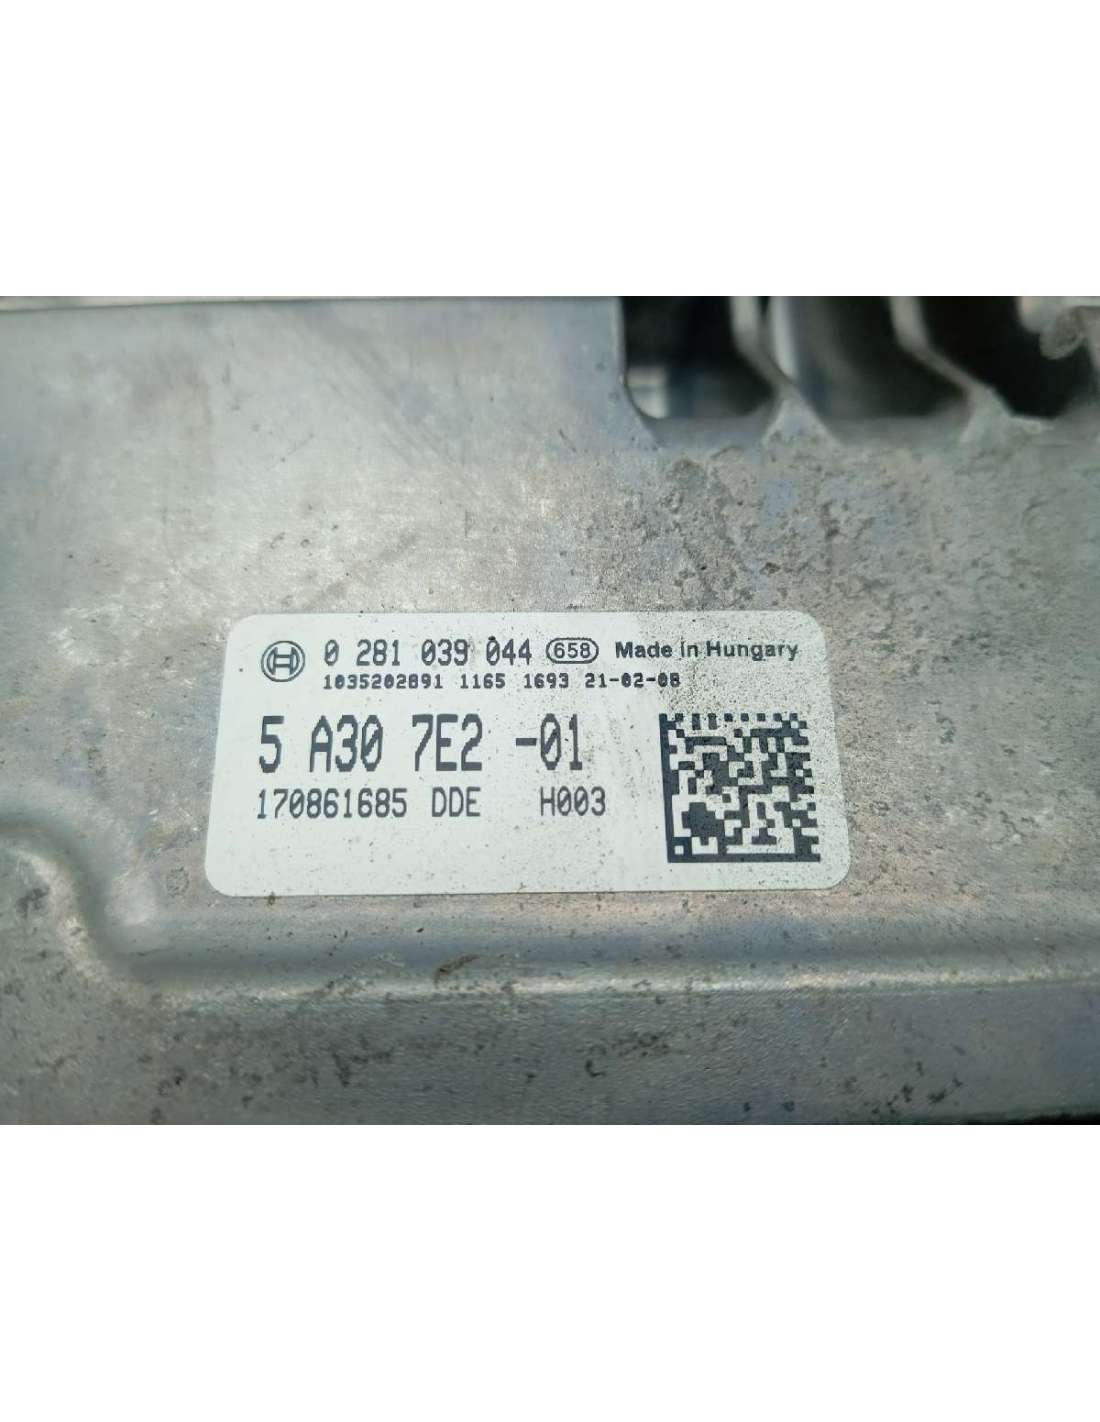 0 281 039 044 658 Made in Hungary
1035202891 1165 1693 21-02-08
5 A30 7E2 -01
170861685 DDE H003